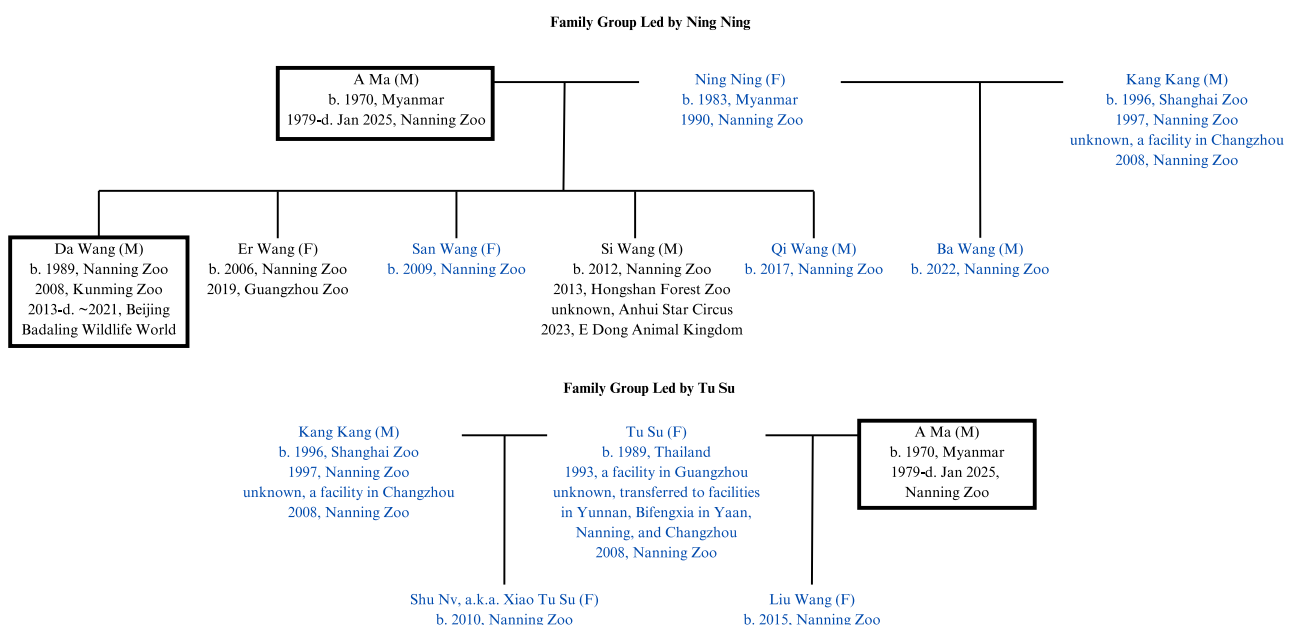 Family Group Led by Ning Ning
A Ma (M)
b. 1970, Myanmar
1979-d. Jan 2025, Nanning Zoo
Ning Ning (F)
b. 1983, Myanmar
1990, Nanning Zoo
Kang Kang (M)
b. 1996, Shanghai Zoo
1997, Nanning Zoo
unknown, a facility in Changzhou
2008, Nanning Zoo
Da Wang (M)
b. 1989, Nanning Zoo
2008, Kunming Zoo
2013-d. ~2021, Beijing
Badaling Wildlife World
Er Wang (F)
b. 2006, Nanning Zoo
2019, Guangzhou Zoo
San Wang (F)
b. 2009, Nanning Zoo
Si Wang (M)
b. 2012, Nanning Zoo
2013, Hongshan Forest Zoo
unknown, Anhui Star Circus
2023, E Dong Animal Kingdom
Qi Wang (M)
b. 2017, Nanning Zoo
Ba Wang (M)
b. 2022, Nanning Zoo
Family Group Led by Tu Su
Kang Kang (M)
b. 1996, Shanghai Zoo
1997, Nanning Zoo
unknown, a facility in Changzhou
2008, Nanning Zoo
Tu Su (F)
b. 1989, Thailand
1993, a facility in Guangzhou
unknown, transferred to facilities
in Yunnan, Bifengxia in Yaan,
Nanning, and Changzhou
2008, Nanning Zoo
A Ma (M)
b. 1970, Myanmar
1979-d. Jan 2025,
Nanning Zoo
Shu Nv, a.k.a. Xiao Tu Su (F)
b. 2010, Nanning Zoo
Liu Wang (F)
b. 2015, Nanning Zoo